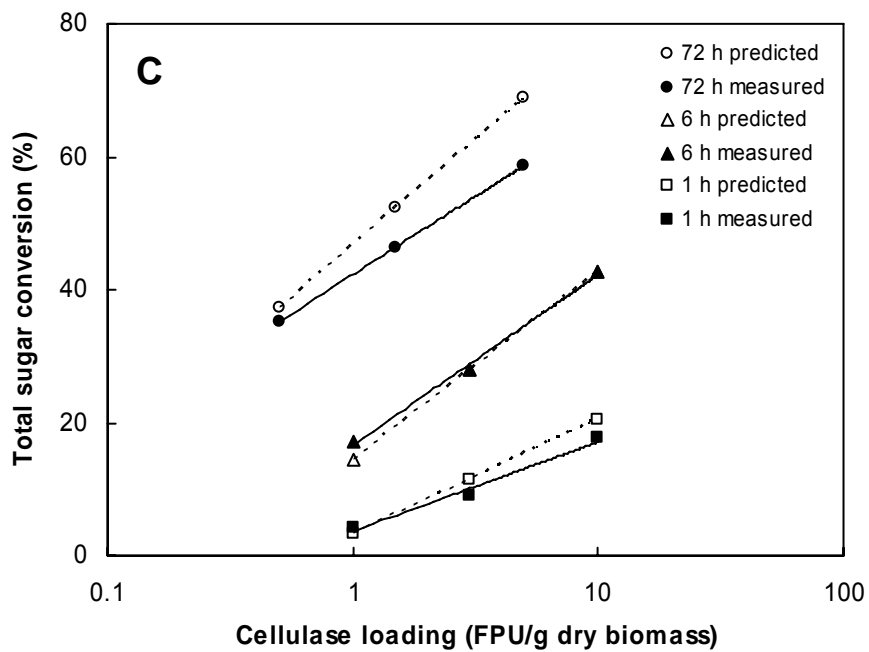 80
C
72 h predicted
72 h measured
6 h predicted
6 h measured
1 h predicted
1 h measured
60
40
20
0
Total sugar conversion (%)
0.1 1 10 100
Cellulase loading (FPU/g dry biomass)